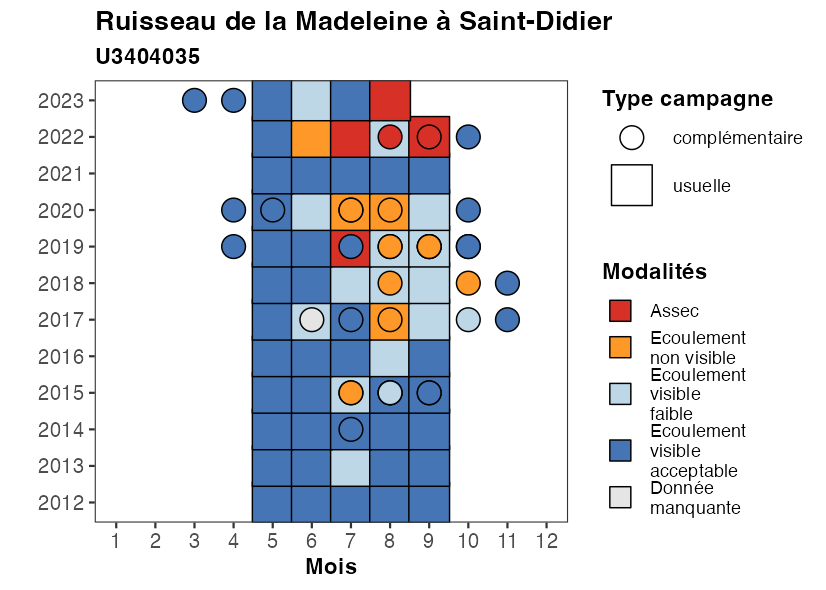 Ruisseau de la Madeleine à Saint-Didier
U3404035
2023
2022
2021
2020
2019
2018
2017
2016
2015
2014
2013
2012
1 2 3 4 5 6 7 8 9 10 11 12
Mois
Type campagne
complémentaire
usuelle
Modalités
Assec
Ecoulement
non visible
Ecoulement
visible
faible
Ecoulement
visible
acceptable
Donnée
manquante